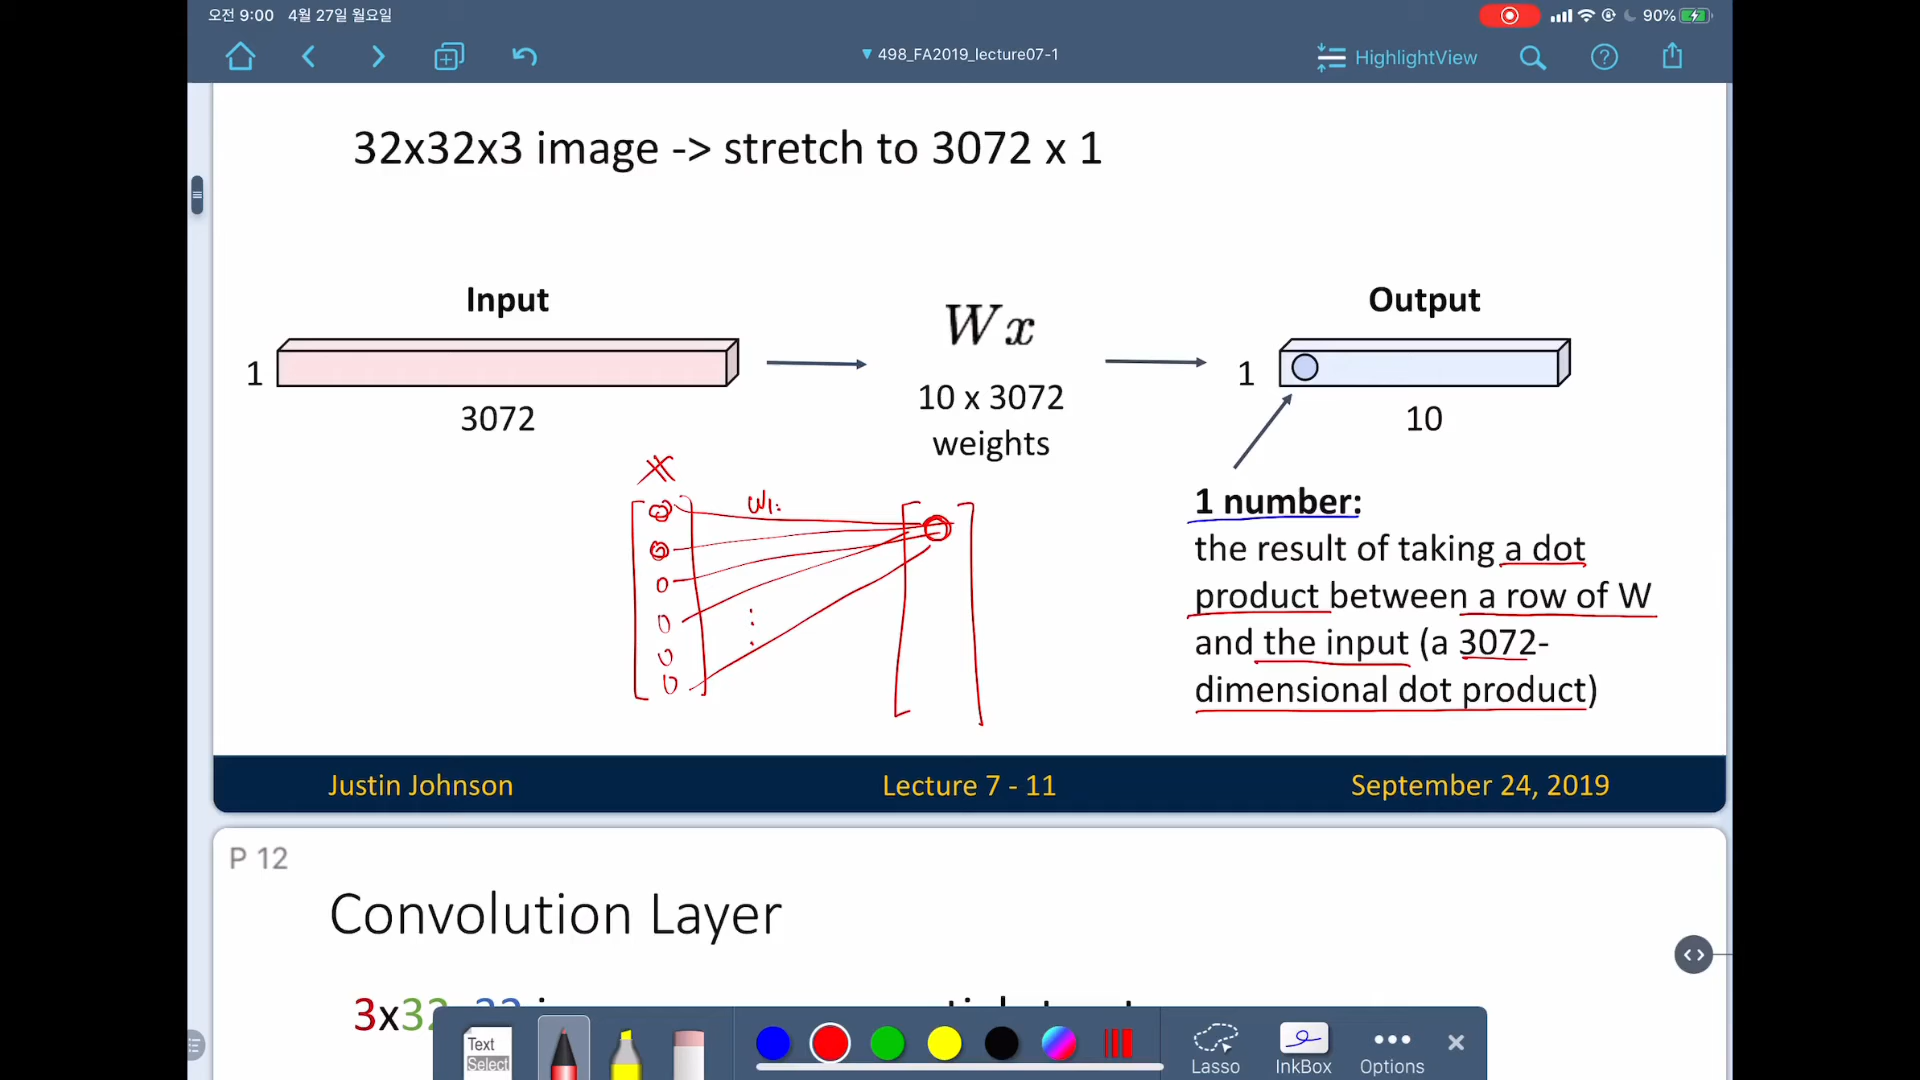 오전 9:00 4월 27일 월요일
90%
498_FA2019_lecture07-1
HighlightView
32x32x3 image -> stretch to 3072 x 1
Input
Wx
Output
1
3072
10 x 3072
weights
1
10
x
w1:
1 number:
the result of taking a dot
product between a row of W
and the input (a 3072-
dimensional dot product)
Justin Johnson
Lecture 7 - 11
September 24, 2019
P 12
Convolution Layer
3x32
Text
Select
Lasso
InkBox
Options